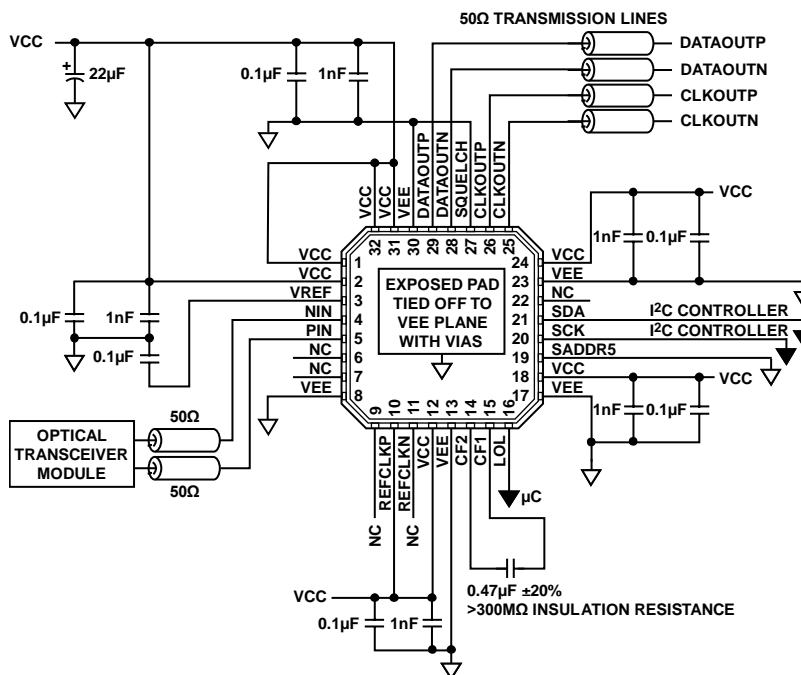 50Ω TRANSMISSION LINES
VCC
DATAOUTP
DATAOUTN
CLKOUTP
CLKOUTN
+
22µF
0.1µF
1nF
VCC
VCC
VEE
DATAOUTP
DATAOUTN
SQUELCH
CLKOUTP
CLKOUTN
32
31
30
29
28
27
26
25
VCC
1
VCC
2
VREF
3
NIN
4
PIN
5
NC
6
NC
7
VEE
8
0.1µF
1nF
0.1µF
EXPOSED PAD
TIED OFF TO
VEE PLANE
WITH VIAS
24
VCC
23
VEE
22
NC
21
SDA
I²C CONTROLLER
20
SCK
I²C CONTROLLER
19
SADDR5
18
VCC
17
VEE
VCC
1nF
0.1µF
VCC
1nF
0.1µF
OPTICAL
TRANSCEIVER
MODULE
50Ω
50Ω
9
10
11
12
13
14
15
16
REFCLKP
REFCLKN
VCC
VEE
CF2
CF1
LOL
NC
NC
µC
0.47µF ±20%
>300MΩ INSULATION RESISTANCE
VCC
0.1µF
1nF